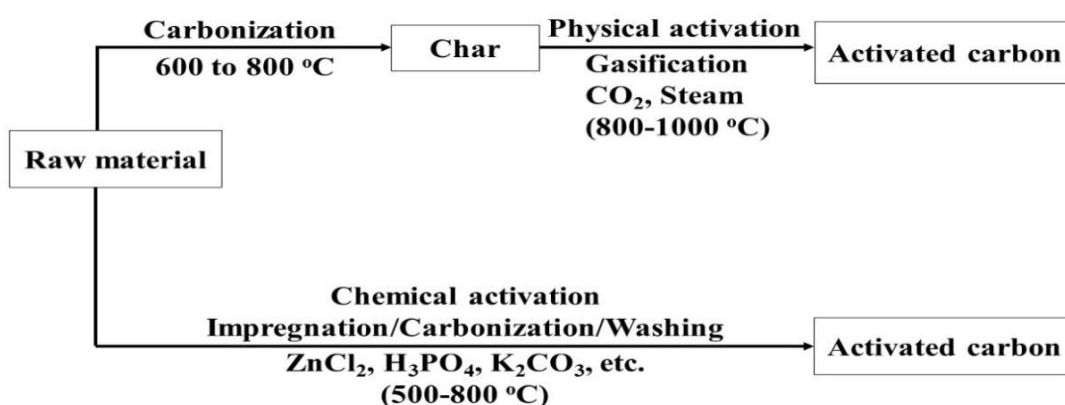 Carbonization
600 to 800 °C
Char
Physical activation
Gasification
CO₂, Steam
(800-1000 °C)
Activated carbon
Raw material
Chemical activation
Impregnation/Carbonization/Washing
ZnCl₂, H₃PO₄, K₂CO₃, etc.
(500-800 °C)
Activated carbon